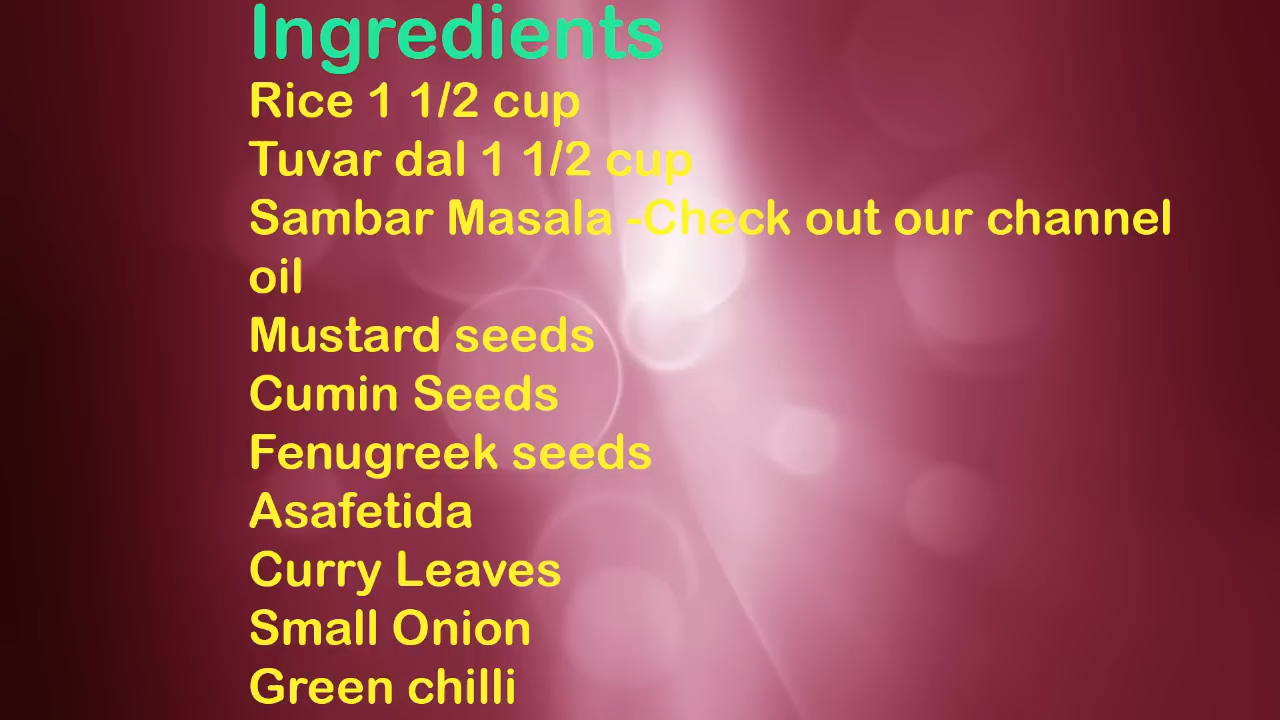 Ingredients
Rice 1 1/2 cup
Tuvar dal 1 1/2 cup
Sambar Masala -Check out our channel
oil
Mustard seeds
Cumin Seeds
Fenugreek seeds
Asafetida
Curry Leaves
Small Onion
Green chilli